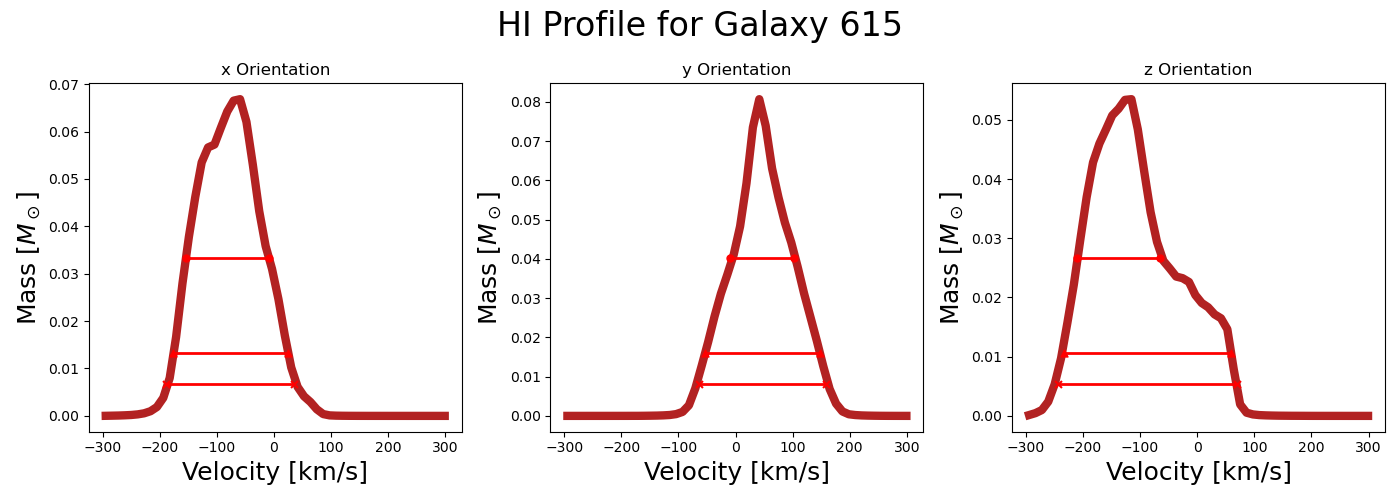 HI Profile for Galaxy 615
x Orientation
y Orientation
z Orientation
Mass [M_⊙]
0.07
0.06
0.05
0.04
0.03
0.02
0.01
0.00
−300 −200 −100 0 100 200 300
Velocity [km/s]
Mass [M_⊙]
0.08
0.07
0.06
0.05
0.04
0.03
0.02
0.01
0.00
−300 −200 −100 0 100 200 300
Velocity [km/s]
Mass [M_⊙]
0.05
0.04
0.03
0.02
0.01
0.00
−300 −200 −100 0 100 200 300
Velocity [km/s]